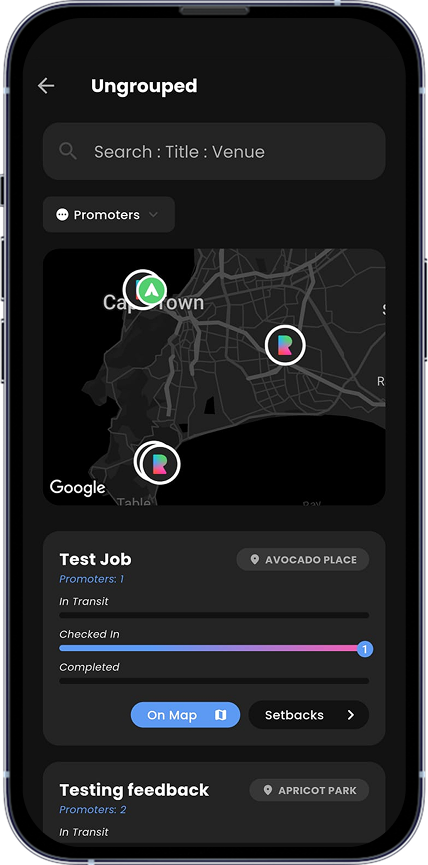 Ungrouped
Search : Title : Venue
Promoters
Cape Town
S
R
Google
Table
Bay
Test Job
AVOCADO PLACE
Promoters: 1
In Transit
Checked In
1
Completed
On Map
Setbacks
Testing feedback
APRICOT PARK
Promoters: 2
In Transit